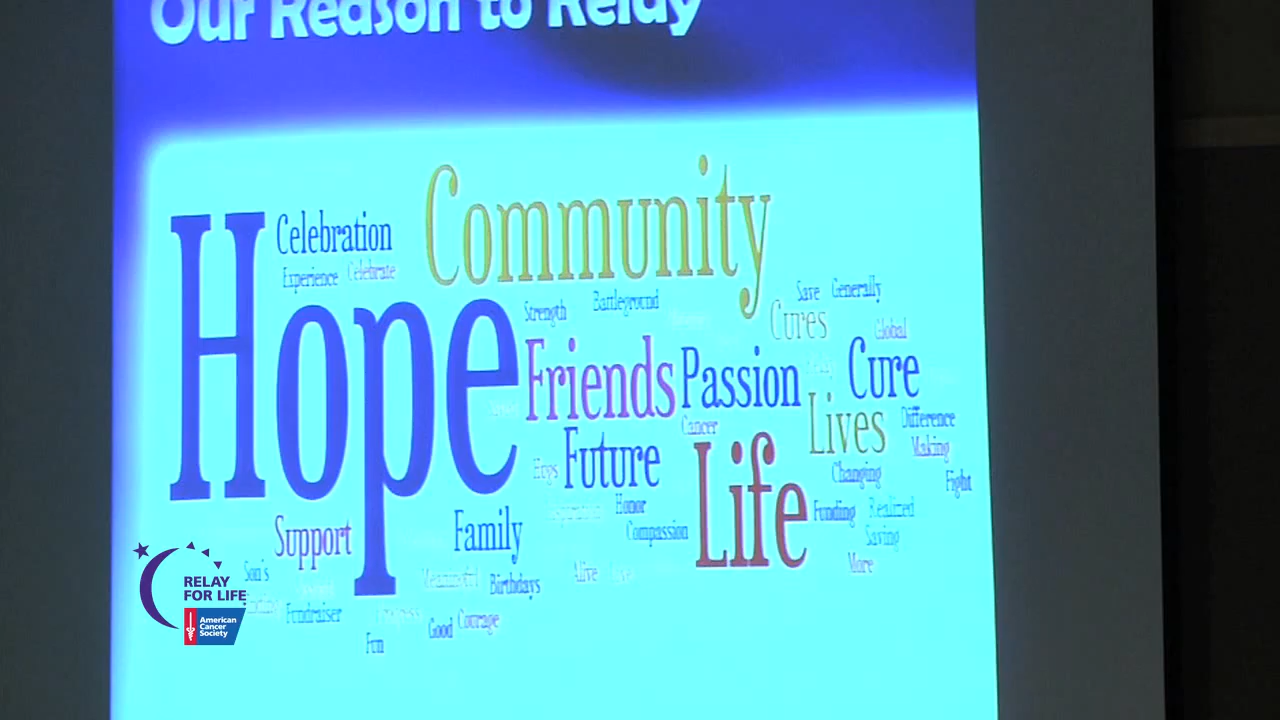 Our Reason to Relay
Community
Celebration
Experience Celebrate
Hope
Strength Battleground
Save Generally
Cures
Global
Friends Passion Cure
Lives
Cancer
Difference
Making
Future
Life
Changing
Fight
Honor
Funding Realized
Support
Family
Compassion
Saving
More
Son's
Meaningful Birthdays
Alive
Fundraiser
Good Courage
Fun
RELAY
FOR LIFE
American
Cancer
Society